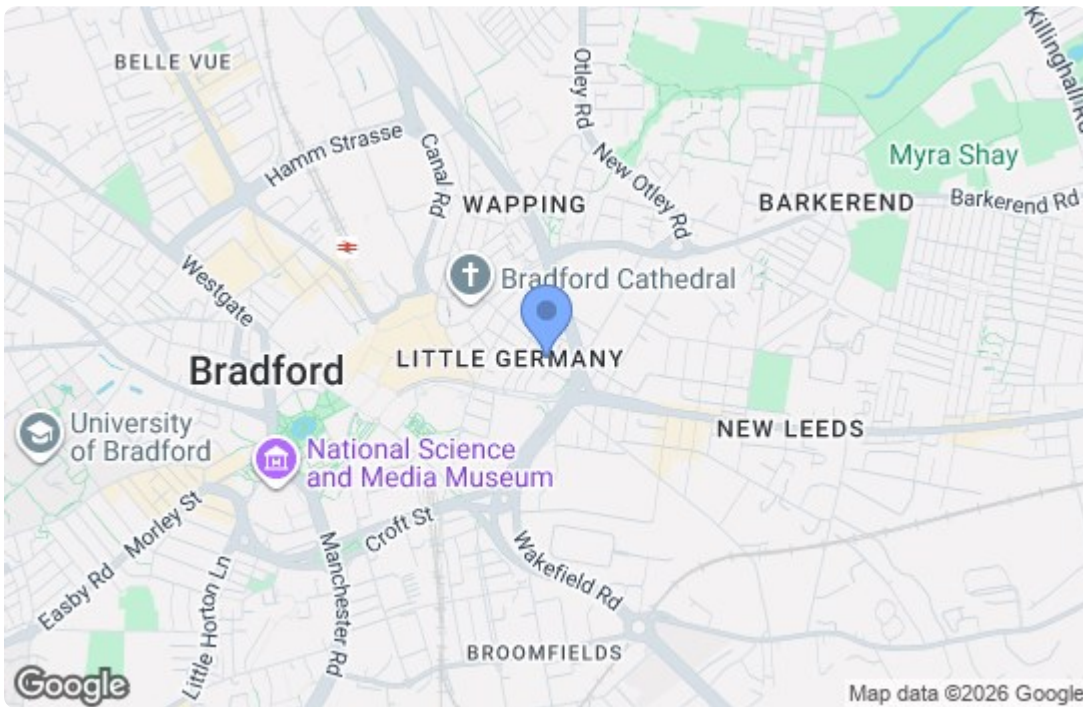 BELLE VUE
Otley Rd
Killinghall Rd
Hamm Strasse
Canal Rd
New Otley Rd
Myra Shay
WAPPING
BARKEREND
Barkerend Rd
Westgate
Bradford Cathedral
LITTLE GERMANY
Bradford
University
of Bradford
NEW LEEDS
National Science
and Media Museum
Morley St
Croft St
Easby Rd
Little Horton Ln
Manchester Rd
Wakefield Rd
BROOMFIELDS
Google
Map data ©2026 Google